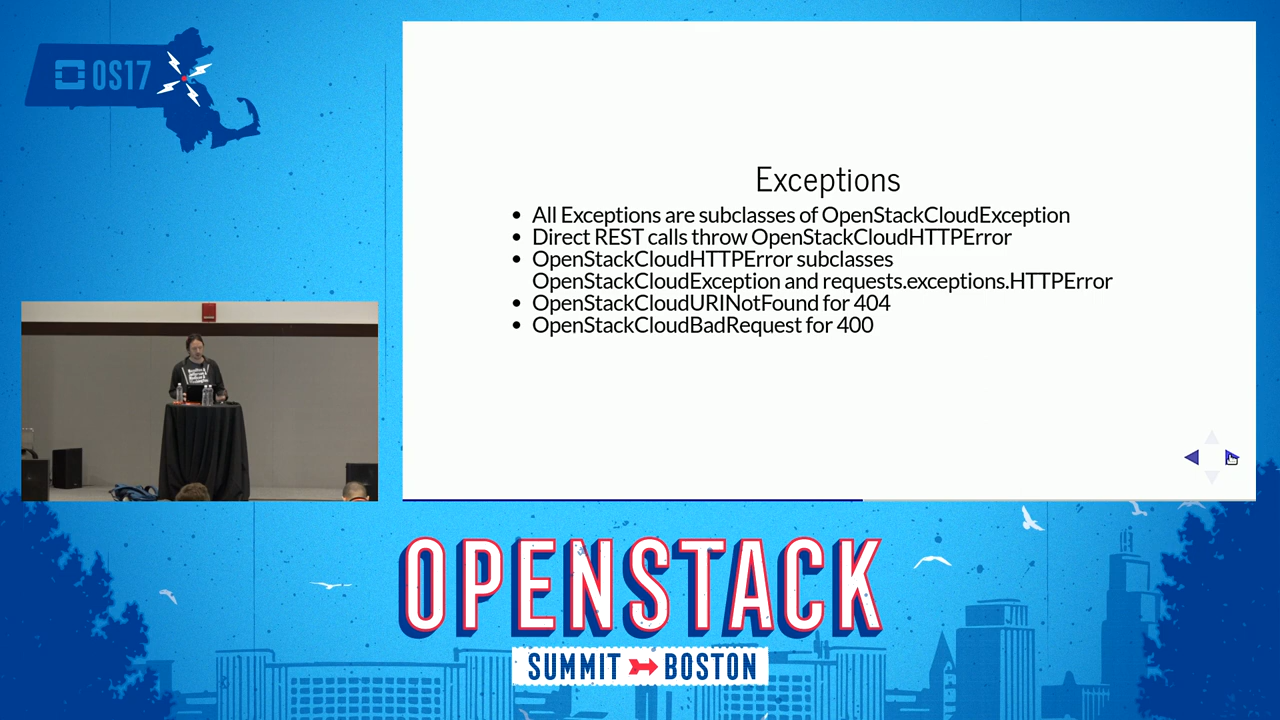 OS17
Exceptions
All Exceptions are subclasses of OpenStackCloudException
Direct REST calls throw OpenStackCloudHTTPError
OpenStackCloudHTTPError subclasses
OpenStackCloudException and requests.exceptions.HTTPError
OpenStackCloudURINotFound for 404
OpenStackCloudBadRequest for 400
OPENSTACK
SUMMIT BOSTON